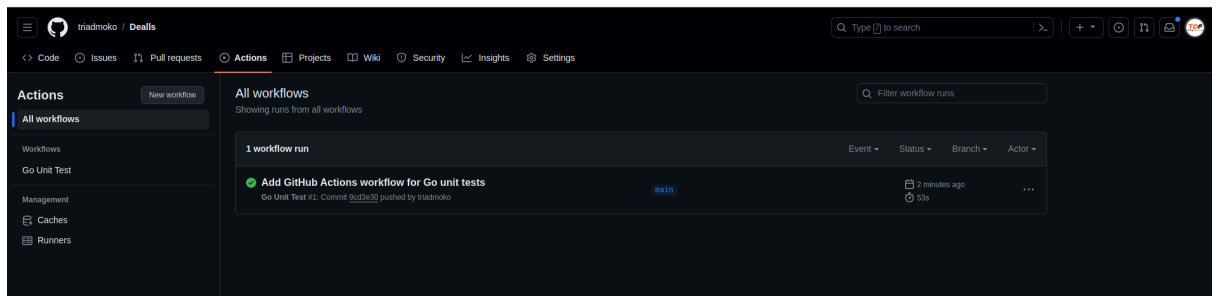 triadmoko / Dealls
Type / to search
Code Issues Pull requests Actions Projects Wiki Security Insights Settings
Actions
New workflow
All workflows
Workflows
Go Unit Test
Management
Caches
Runners
All workflows
Showing runs from all workflows
Filter workflow runs
1 workflow run
Event Status Branch Actor
Add GitHub Actions workflow for Go unit tests
Go Unit Test #1: Commit 9cd3e30 pushed by triadmoko
main
2 minutes ago
53s